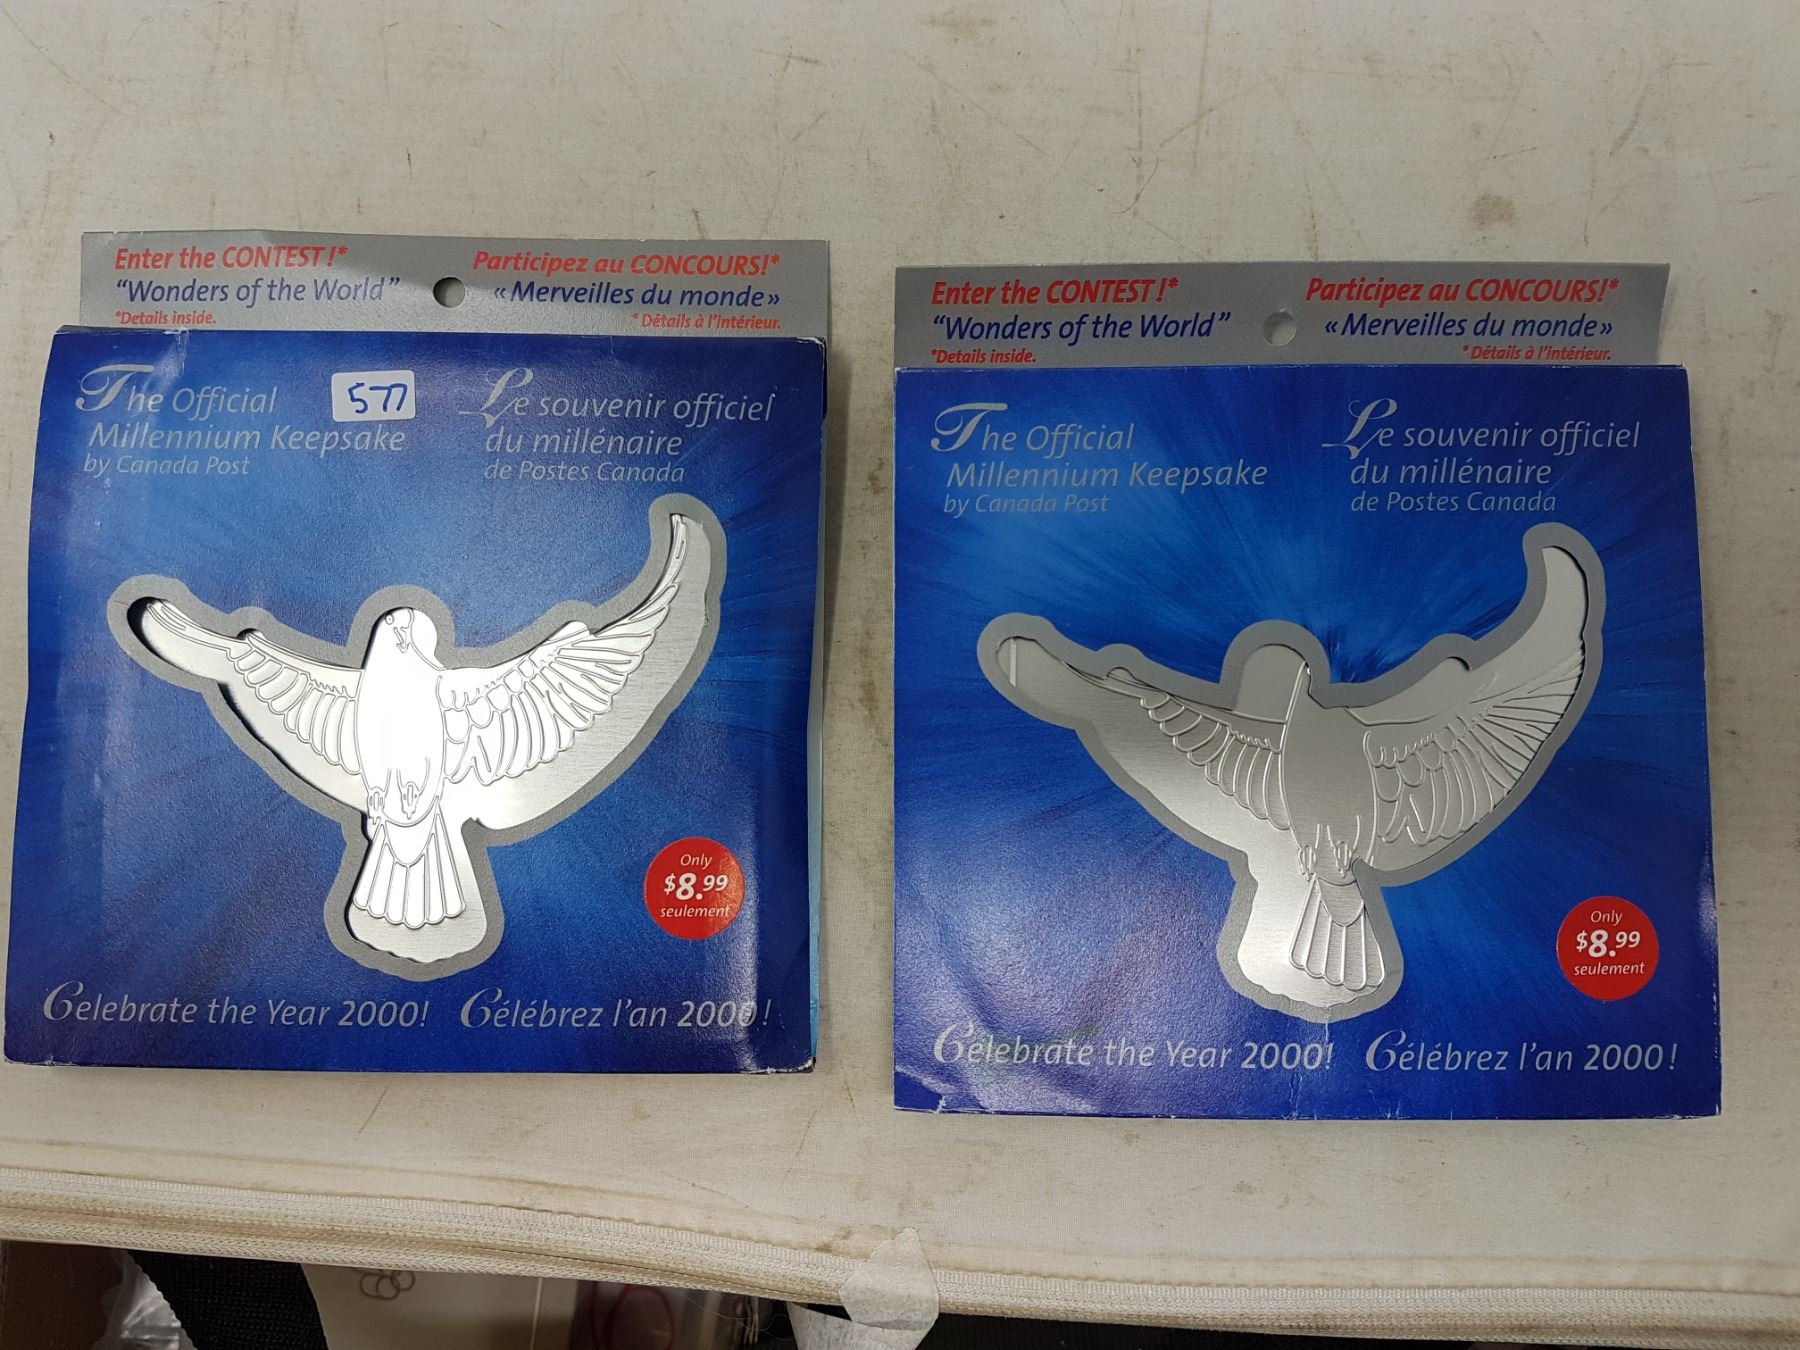 Enter the CONTEST!*
"Wonders of the World"
*Details inside.
Participez au CONCOURS!*
«Merveilles du monde»
* Détails à l'intérieur.
The Official
Millennium Keepsake
by Canada Post
577
Le souvenir officiel
du millénaire
de Postes Canada
Only
$8.99
seulement
Celebrate the Year 2000!
Célébrez l'an 2000!
Enter the CONTEST!*
"Wonders of the World"
*Details inside.
Participez au CONCOURS!*
«Merveilles du monde»
* Détails à l'intérieur.
The Official
Millennium Keepsake
by Canada Post
Le souvenir officiel
du millénaire
de Postes Canada
Only
$8.99
seulement
Celebrate the Year 2000!
Célébrez l'an 2000!